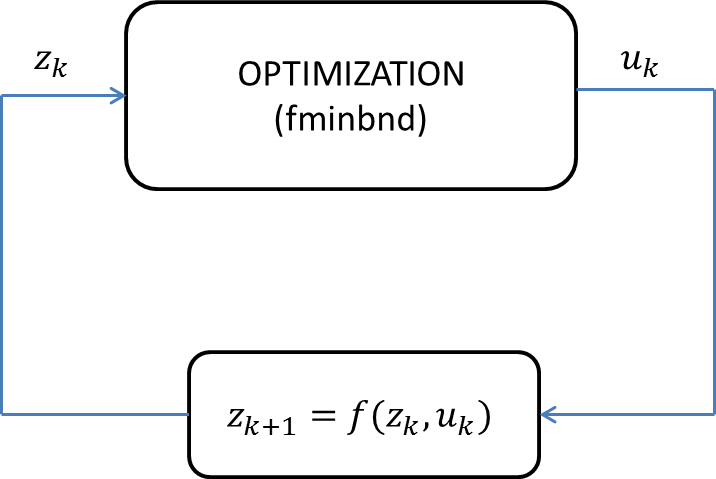 z_k
OPTIMIZATION
u_k
(fminbnd)
z_{k+1} = f(z_k, u_k)